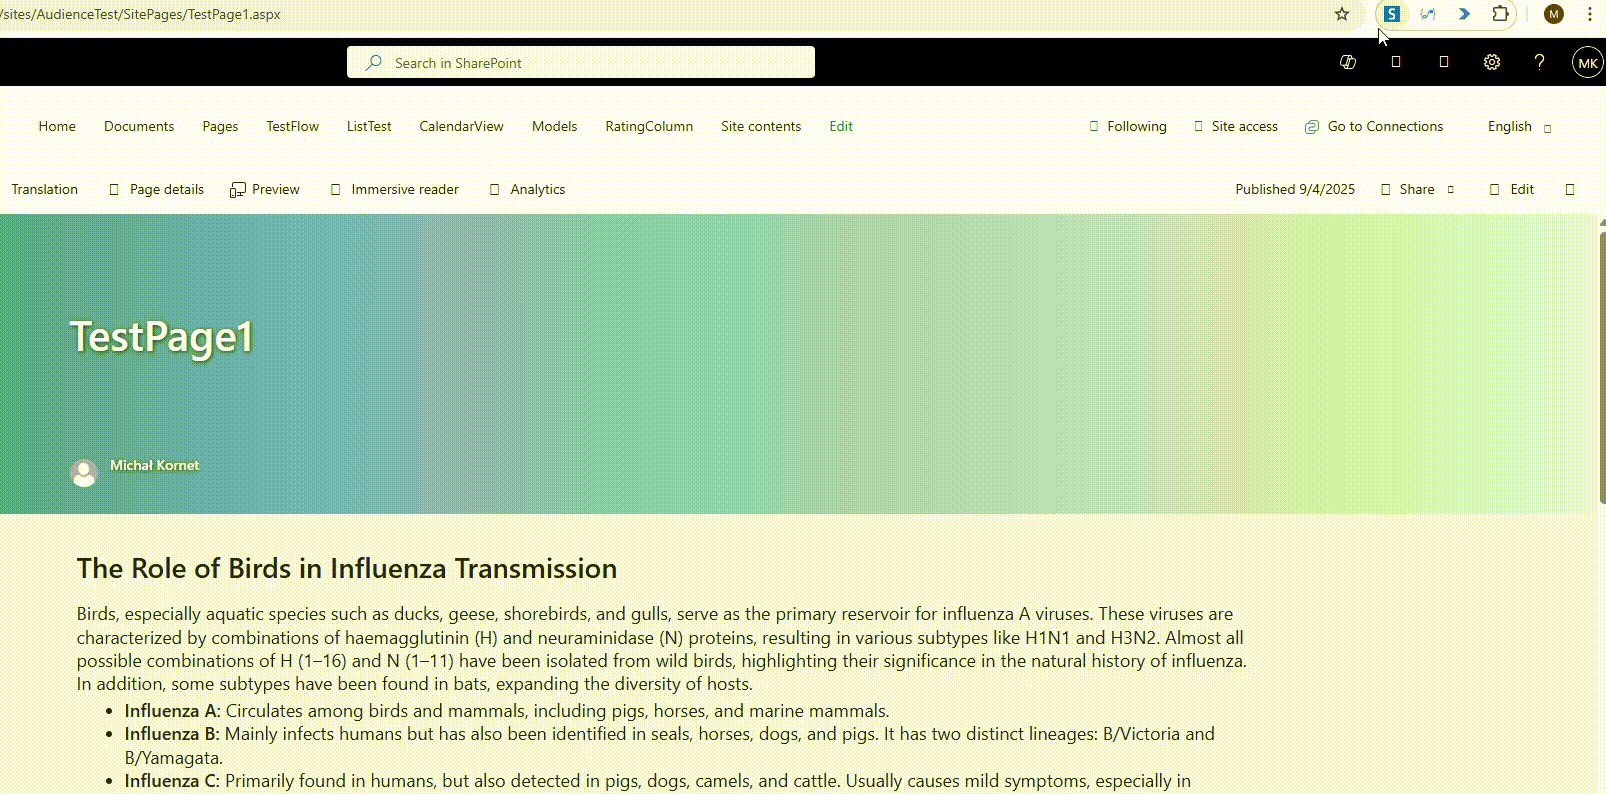 /sites/AudienceTest/SitePages/TestPage1.aspx
S
M
Search in SharePoint
MK
Home Documents Pages TestFlow ListTest CalendarView Models RatingColumn Site contents Edit
Following Site access Go to Connections English
Translation Page details Preview Immersive reader Analytics
Published 9/4/2025 Share Edit
TestPage1
Michał Kornet
The Role of Birds in Influenza Transmission
Birds, especially aquatic species such as ducks, geese, shorebirds, and gulls, serve as the primary reservoir for influenza A viruses. These viruses are
characterized by combinations of haemagglutinin (H) and neuraminidase (N) proteins, resulting in various subtypes like H1N1 and H3N2. Almost all
possible combinations of H (1–16) and N (1–11) have been isolated from wild birds, highlighting their significance in the natural history of influenza.
In addition, some subtypes have been found in bats, expanding the diversity of hosts.
• Influenza A: Circulates among birds and mammals, including pigs, horses, and marine mammals.
• Influenza B: Mainly infects humans but has also been identified in seals, horses, dogs, and pigs. It has two distinct lineages: B/Victoria and
B/Yamagata.
• Influenza C: Primarily found in humans, but also detected in pigs, dogs, camels, and cattle. Usually causes mild symptoms, especially in